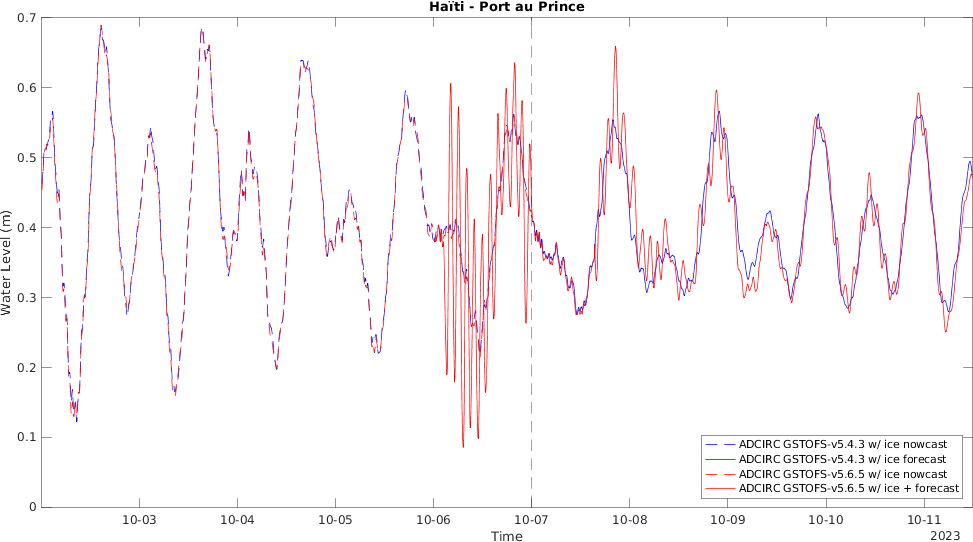 Haïti - Port au Prince
0.7
0.6
0.5
0.4
0.3
0.2
0.1
0
Water Level (m)
10-03 10-04 10-05 10-06 10-07 10-08 10-09 10-10 10-11
Time
2023
ADCIRC GSTOFS-v5.4.3 w/ ice nowcast
ADCIRC GSTOFS-v5.4.3 w/ ice forecast
ADCIRC GSTOFS-v5.6.5 w/ ice nowcast
ADCIRC GSTOFS-v5.6.5 w/ ice + forecast